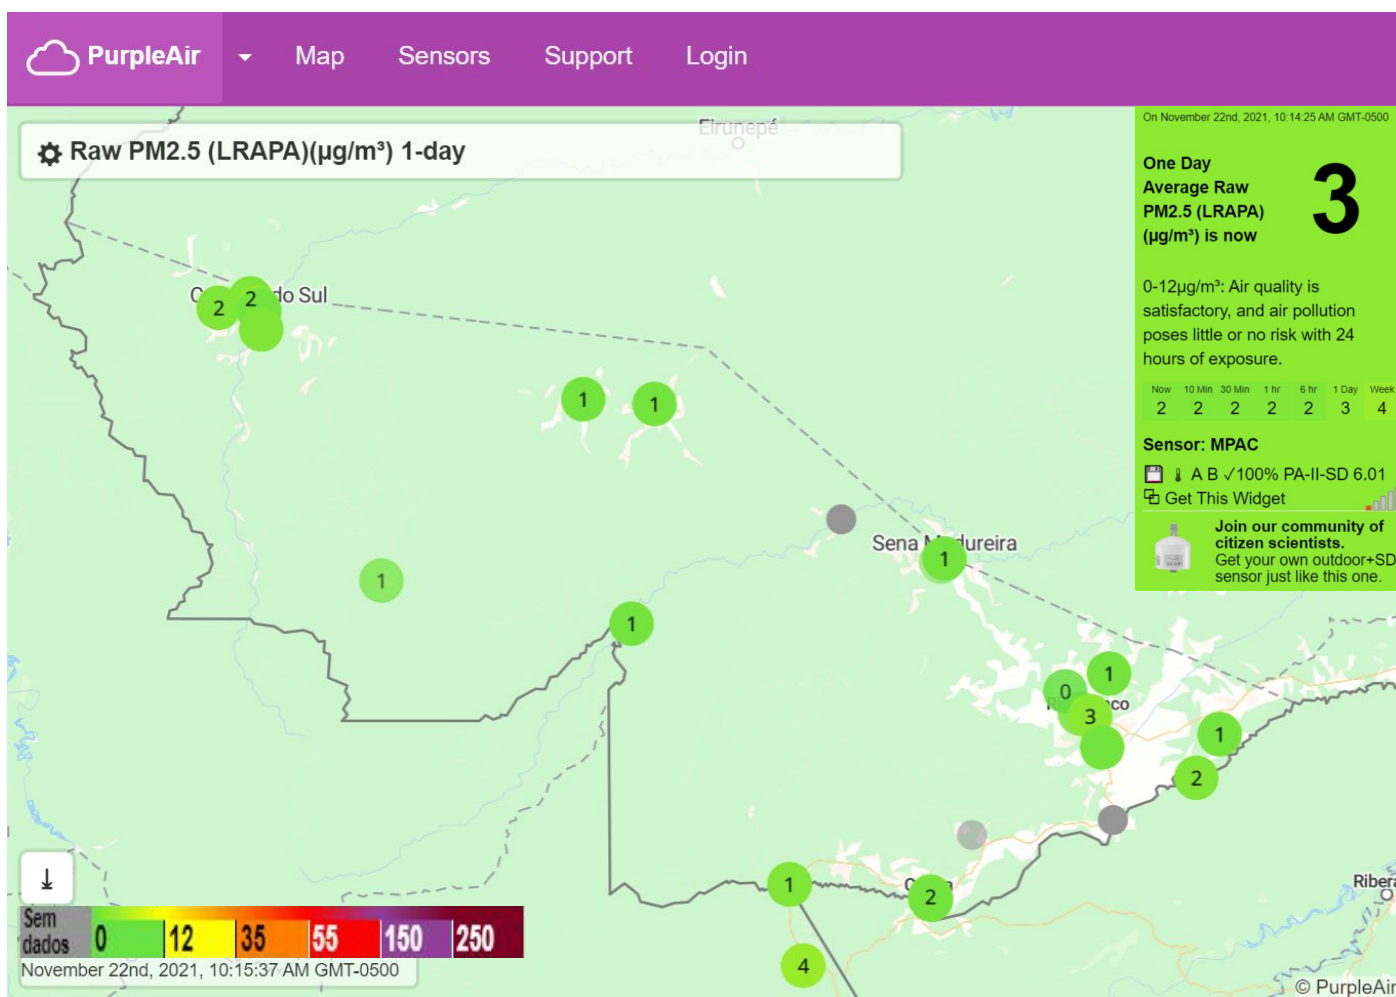 PurpleAir
Map
Sensors
Support
Login
Raw PM2.5 (LRAPA)(µg/m³) 1-day
Eirunepé
On November 22nd, 2021, 10:14:25 AM GMT-0500
One Day
Average Raw
PM2.5 (LRAPA)
(µg/m³) is now
3
0-12µg/m³: Air quality is
satisfactory, and air pollution
poses little or no risk with 24
hours of exposure.
Now 10 Min 30 Min 1 hr 6 hr 1 Day Week
2 2 2 2 2 3 4
Sensor: MPAC
A B ✓100% PA-II-SD 6.01
Get This Widget
Join our community of
citizen scientists.
Get your own outdoor+SD
sensor just like this one.
2
2
do Sul
1
1
Sena Madureira
1
1
1
1
0
3
1
2
1
2
4
Ribera
Sem
dados
0 12 35 55 150 250
November 22nd, 2021, 10:15:37 AM GMT-0500
© PurpleAir